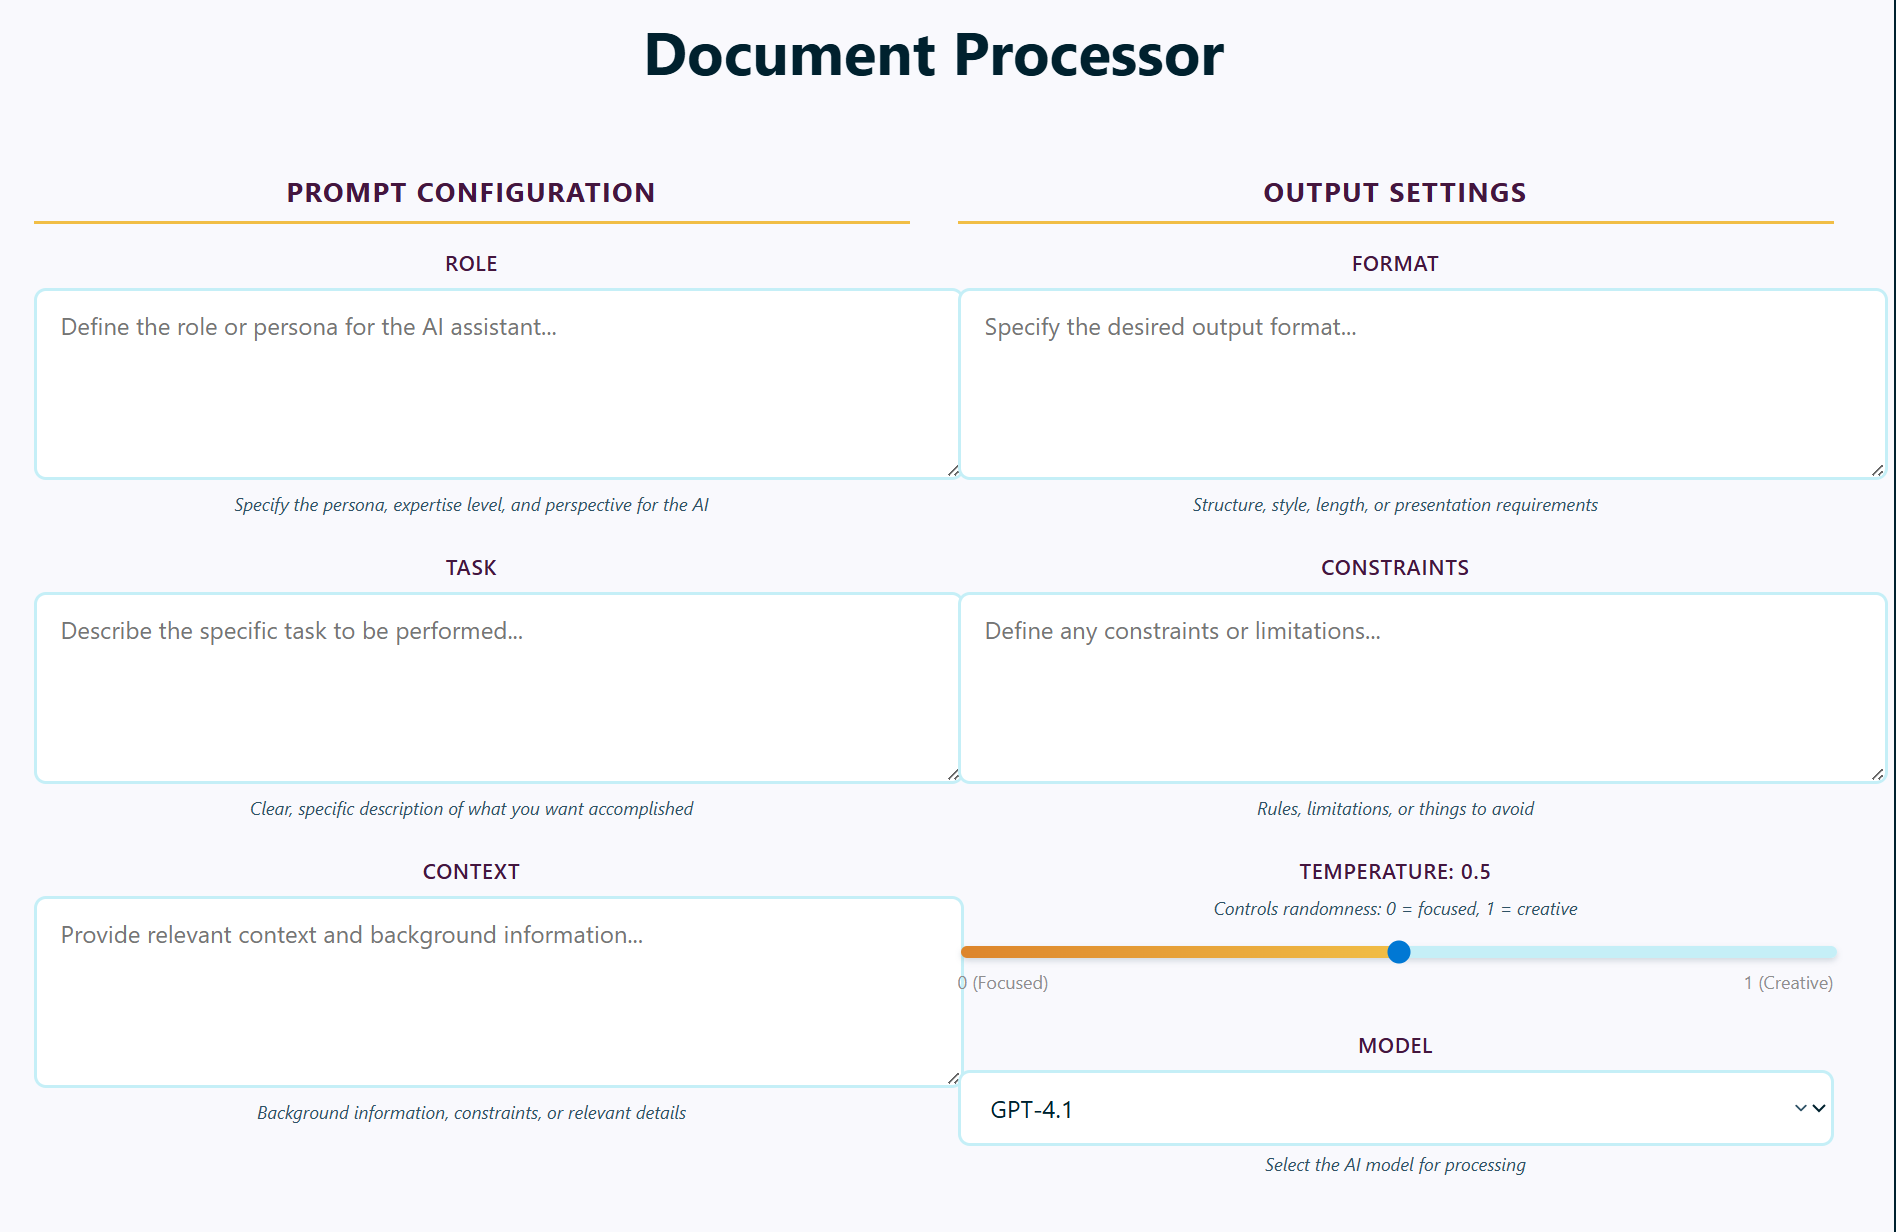 Document Processor
PROMPT CONFIGURATION
ROLE
Define the role or persona for the AI assistant...
Specify the persona, expertise level, and perspective for the AI
TASK
Describe the specific task to be performed...
Clear, specific description of what you want accomplished
CONTEXT
Provide relevant context and background information...
Background information, constraints, or relevant details
OUTPUT SETTINGS
FORMAT
Specify the desired output format...
Structure, style, length, or presentation requirements
CONSTRAINTS
Define any constraints or limitations...
Rules, limitations, or things to avoid
TEMPERATURE: 0.5
Controls randomness: 0 = focused, 1 = creative
0 (Focused) 1 (Creative)
MODEL
GPT-4.1
Select the AI model for processing